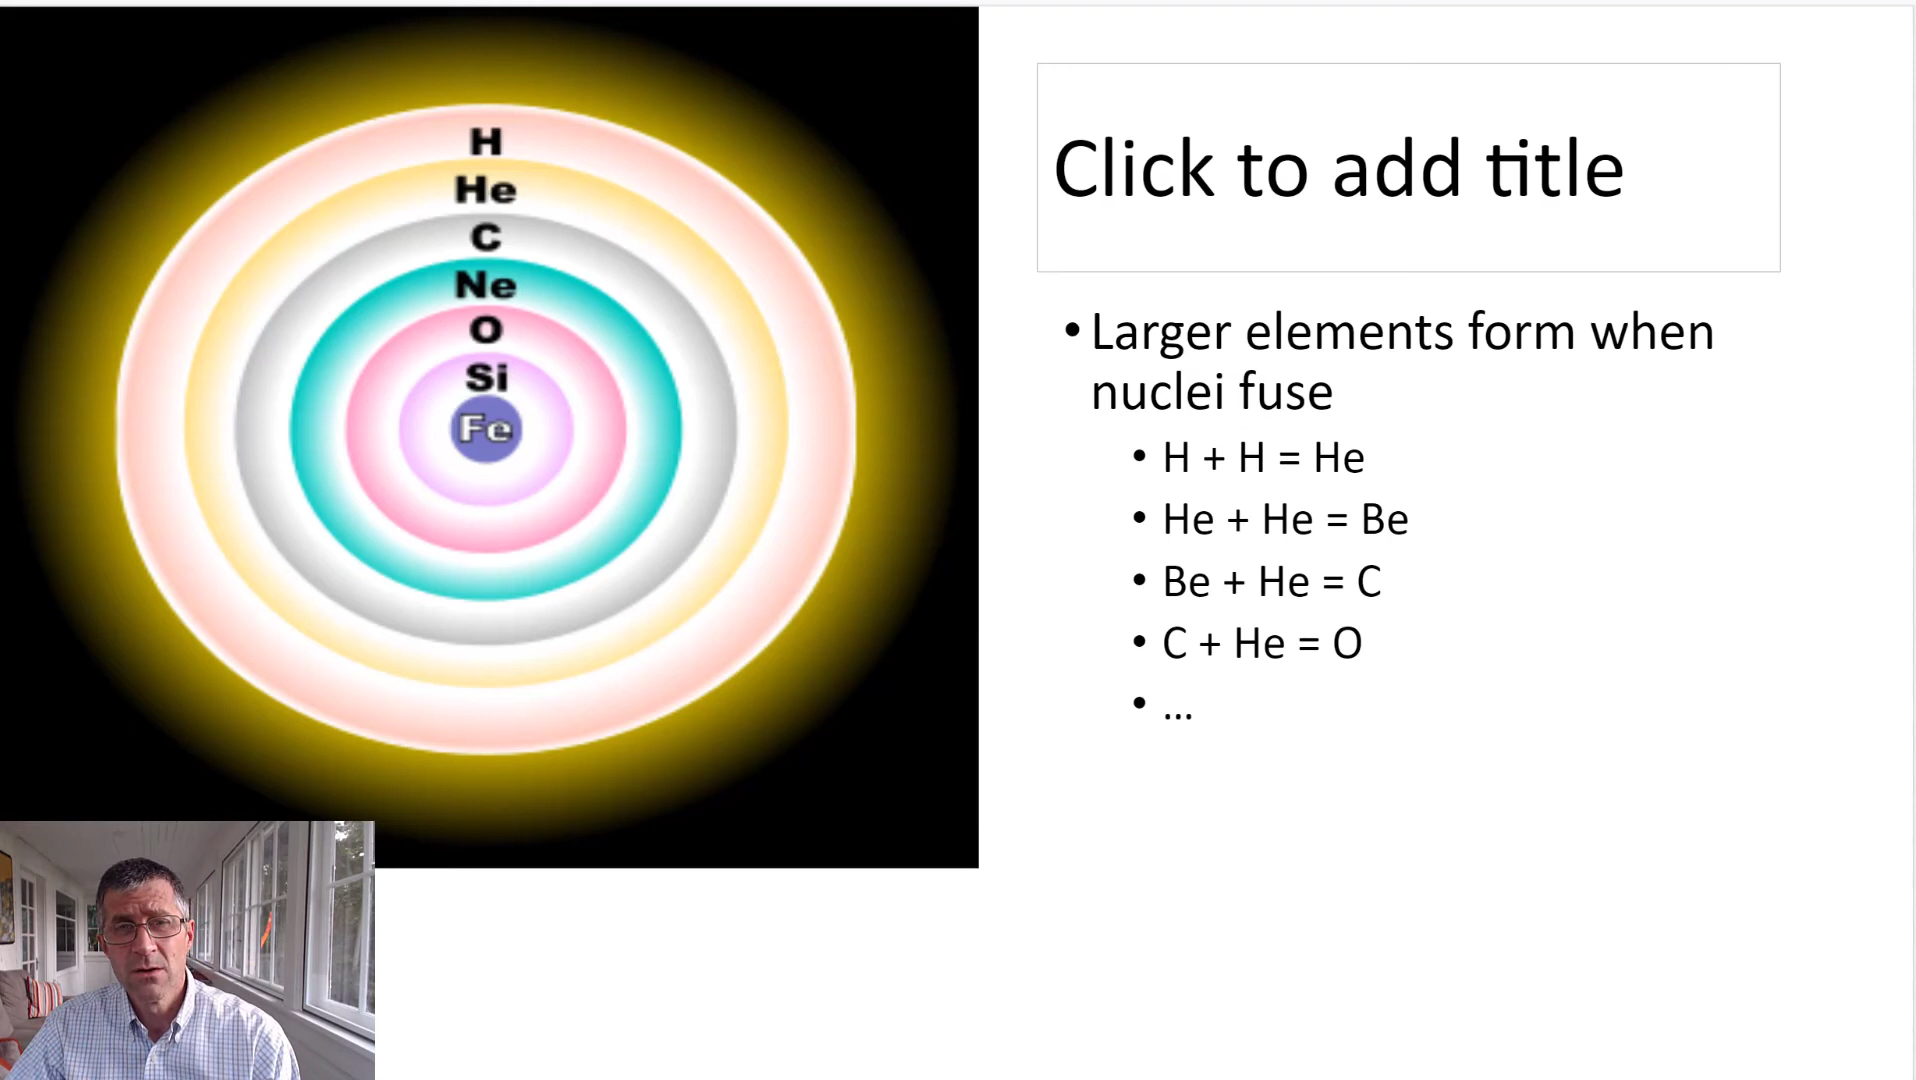 H
He
C
Ne
O
Si
Fe
Click to add title
• Larger elements form when
nuclei fuse
• H + H = He
• He + He = Be
• Be + He = C
• C + He = O
• …